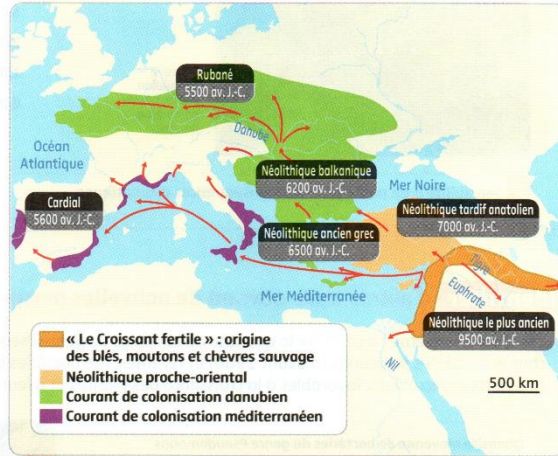 Rubané
5500 av. J.-C.
Océan
Atlantique
Danube
Cardial
5600 av. J.-C.
Néolithique balkanique
6200 av. J.-C.
Mer Noire
Néolithique tardif anatolien
7000 av. J.-C.
Néolithique ancien grec
6500 av. J.-C.
Tigre
Euphrate
Mer Méditerranée
Néolithique le plus ancien
9500 av. J.-C.
Nil
« Le Croissant fertile » : origine
des blés, moutons et chèvres sauvage
Néolithique proche-oriental
Courant de colonisation danubien
Courant de colonisation méditerranéen
500 km